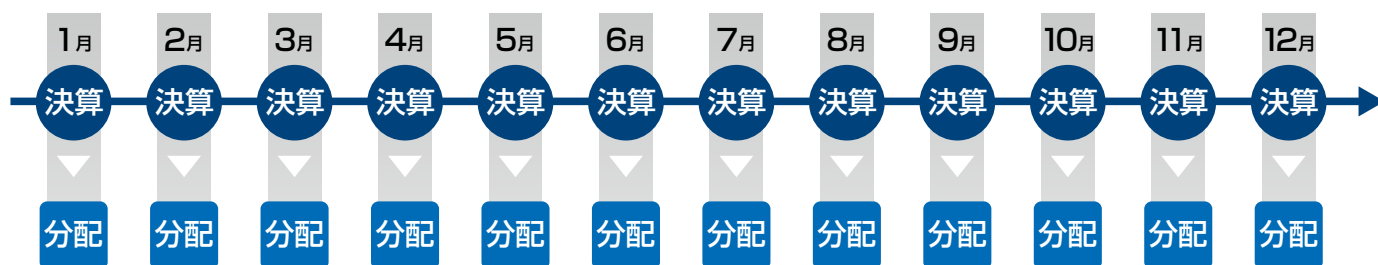 1月 2月 3月 4月 5月 6月 7月 8月 9月 10月 11月 12月
決算 決算 決算 決算 決算 決算 決算 決算 決算 決算 決算 決算
分配 分配 分配 分配 分配 分配 分配 分配 分配 分配 分配 分配